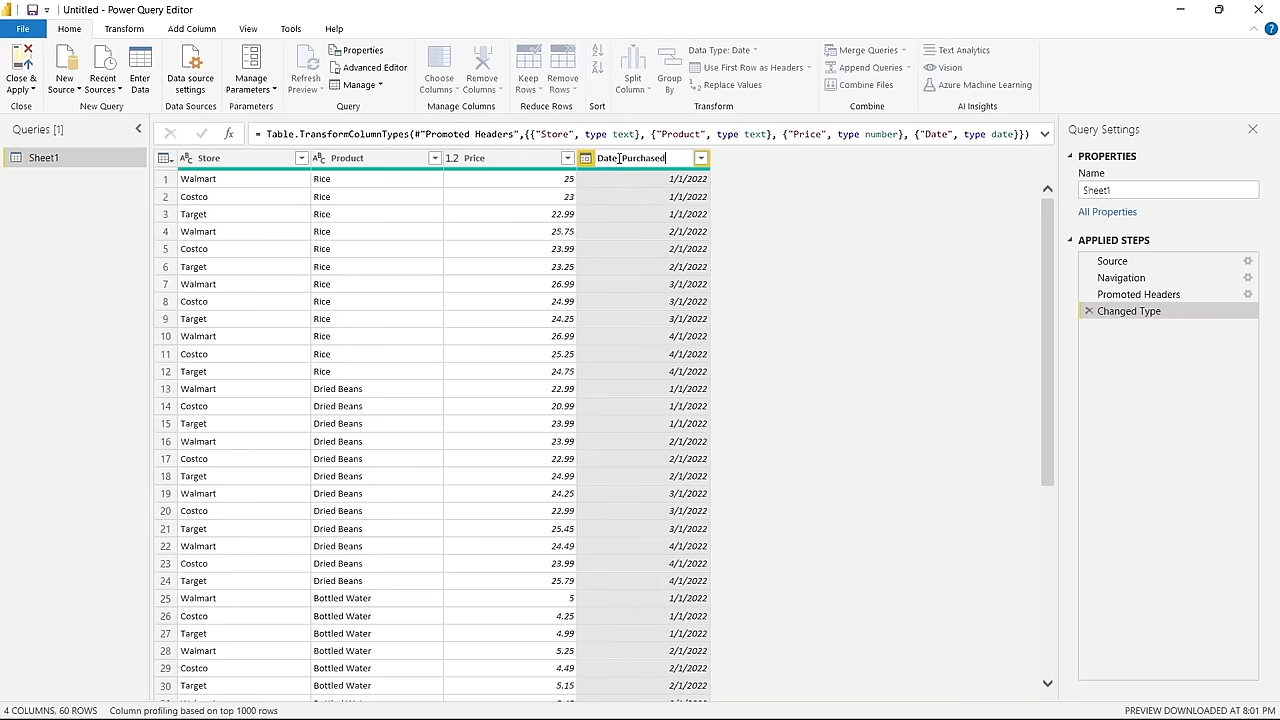 Untitled - Power Query Editor
File Home Transform Add Column View Tools Help
Close & Apply New Source Recent Sources Enter Data Data source settings Manage Parameters Refresh Preview Properties Advanced Editor Manage Choose Columns Remove Columns Keep Rows Remove Rows Split Column Group By Data Type: Date Use First Row as Headers Replace Values Merge Queries Append Queries Combine Files Text Analytics Vision Azure Machine Learning
Close New Query Data Sources Parameters Query Manage Columns Reduce Rows Sort Transform Combine AI Insights
Queries [1]
Sheet1
fx = Table.TransformColumnTypes(#"Promoted Headers",{{"Store", type text}, {"Product", type text}, {"Price", type number}, {"Date", type date}})
ABC Store ABC Product 1.2 Price Date Purchased
1 Walmart Rice 25 1/1/2022
2 Costco Rice 23 1/1/2022
3 Target Rice 22.99 1/1/2022
4 Walmart Rice 25.75 2/1/2022
5 Costco Rice 23.99 2/1/2022
6 Target Rice 23.25 2/1/2022
7 Walmart Rice 26.99 3/1/2022
8 Costco Rice 24.99 3/1/2022
9 Target Rice 24.25 3/1/2022
10 Walmart Rice 26.99 4/1/2022
11 Costco Rice 25.25 4/1/2022
12 Target Rice 24.75 4/1/2022
13 Walmart Dried Beans 22.99 1/1/2022
14 Costco Dried Beans 20.99 1/1/2022
15 Target Dried Beans 23.99 1/1/2022
16 Walmart Dried Beans 23.99 2/1/2022
17 Costco Dried Beans 22.99 2/1/2022
18 Target Dried Beans 24.99 2/1/2022
19 Walmart Dried Beans 24.25 3/1/2022
20 Costco Dried Beans 22.99 3/1/2022
21 Target Dried Beans 25.45 3/1/2022
22 Walmart Dried Beans 24.49 4/1/2022
23 Costco Dried Beans 23.99 4/1/2022
24 Target Dried Beans 25.79 4/1/2022
25 Walmart Bottled Water 5 1/1/2022
26 Costco Bottled Water 4.25 1/1/2022
27 Target Bottled Water 4.99 1/1/2022
28 Walmart Bottled Water 5.25 2/1/2022
29 Costco Bottled Water 4.49 2/1/2022
30 Target Bottled Water 5.15 2/1/2022
Query Settings
PROPERTIES
Name
Sheet1
All Properties
APPLIED STEPS
Source
Navigation
Promoted Headers
Changed Type
4 COLUMNS, 60 ROWS Column profiling based on top 1000 rows
PREVIEW DOWNLOADED AT 8:01 PM